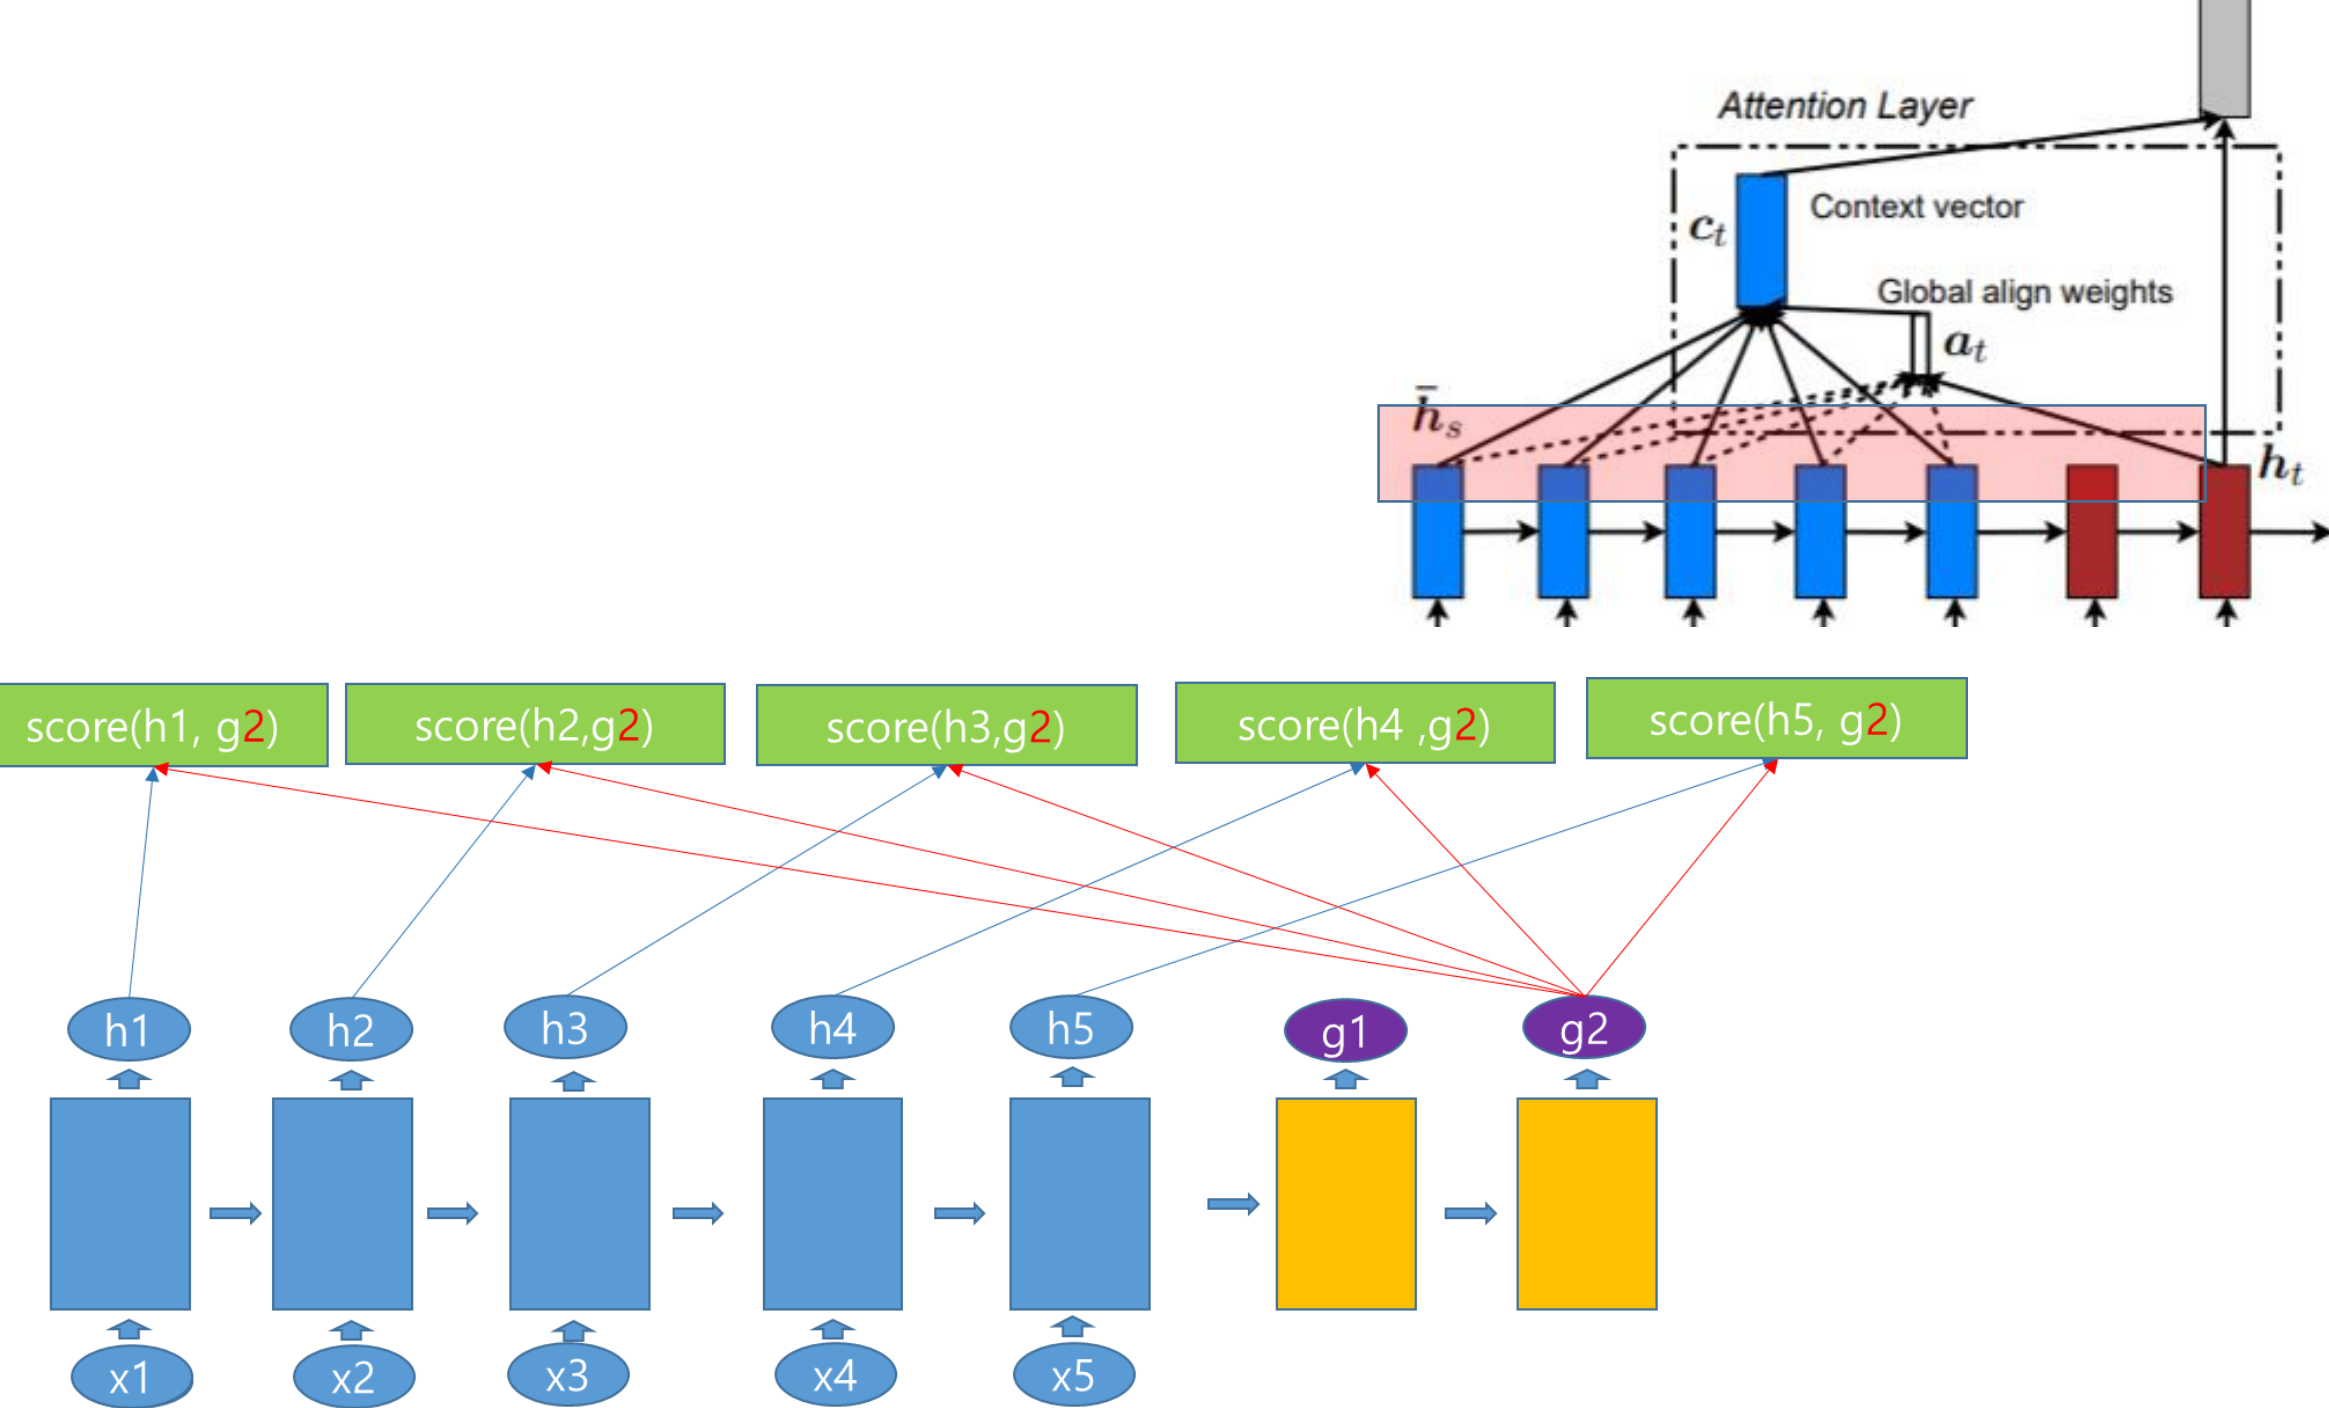 Attention Layer
Context vector
c_t
Global align weights
a_t
h̄_s
h_t
score(h1, g2)
score(h2,g2)
score(h3,g2)
score(h4 ,g2)
score(h5, g2)
h1
h2
h3
h4
h5
g1
g2
x1
x2
x3
x4
x5